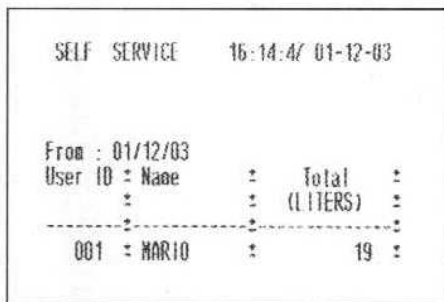 SELF SERVICE 16:14:47 01-12-03
From : 01/12/03
User ID ± Name ± Total ±
± ± (LITERS) ±
--------±-----------±-------------±
001 ± MARIO ± 19 ±